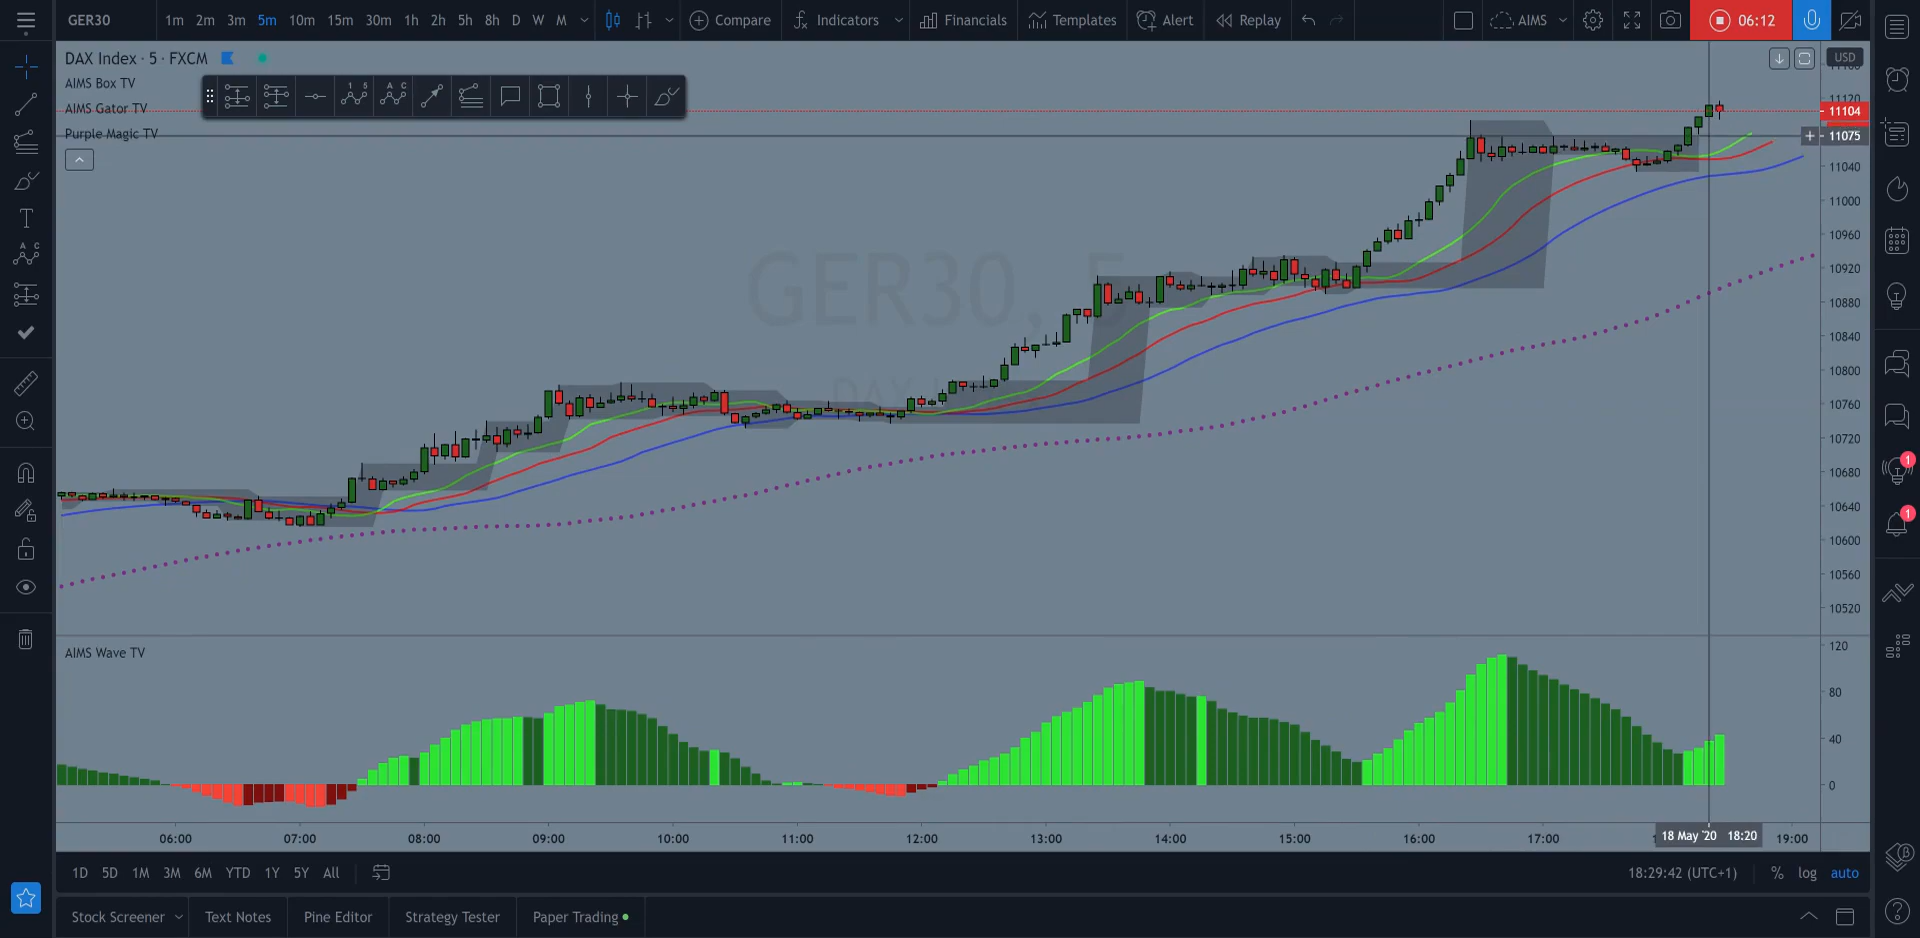 GER30
1m 2m 3m 5m 10m 15m 30m 1h 2h 5h 8h D W M
Compare
Indicators
Financials
Templates
Alert
Replay
AIMS
06:12
DAX Index · 5 · FXCM
AIMS Box TV
AIMS Gator TV
Purple Magic TV
1 5
A C
USD
11120
11104
11075
11040
11000
10960
10920
10880
10840
10800
10760
10720
10680
10640
10600
10560
10520
GER30, 5
AIMS Wave TV
120
80
40
0
06:00 07:00 08:00 09:00 10:00 11:00 12:00 13:00 14:00 15:00 16:00 17:00 18 May '20 18:20 19:00
1D 5D 1M 3M 6M YTD 1Y 5Y All
18:29:42 (UTC+1)
% log auto
Stock Screener
Text Notes
Pine Editor
Strategy Tester
Paper Trading
T
A C
1
1